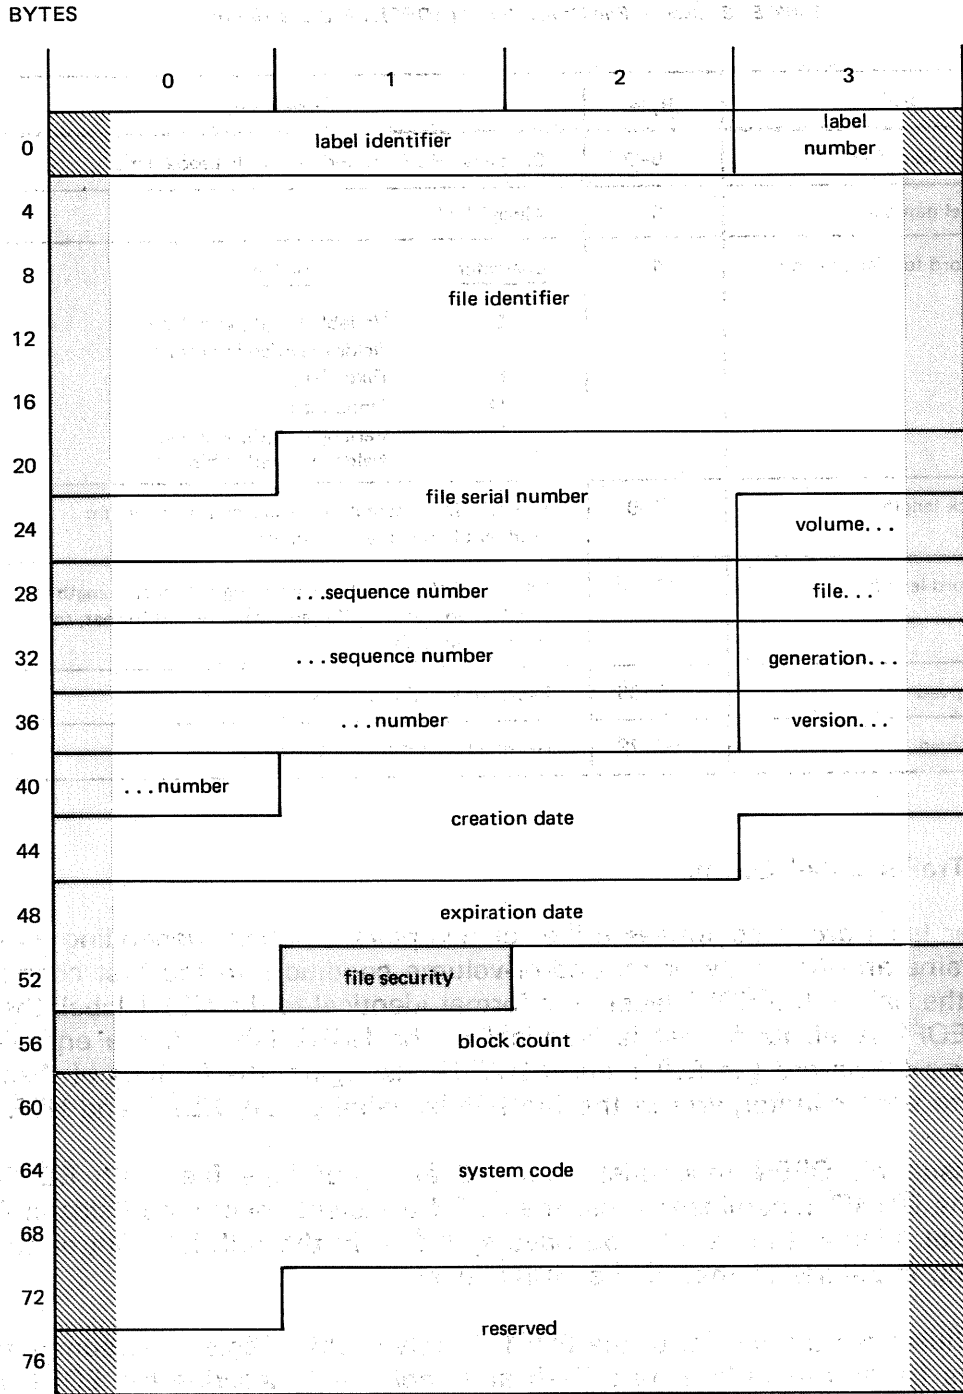 BYTES
0 1 2 3
0 label identifier label number
4
8
file identifier
12
16
20
file serial number
24 volume...
28 ...sequence number file...
32 ...sequence number generation...
36 ...number version...
40 ...number
creation date
44
48 expiration date
52 file security
56 block count
60
64 system code
68
72
reserved
76